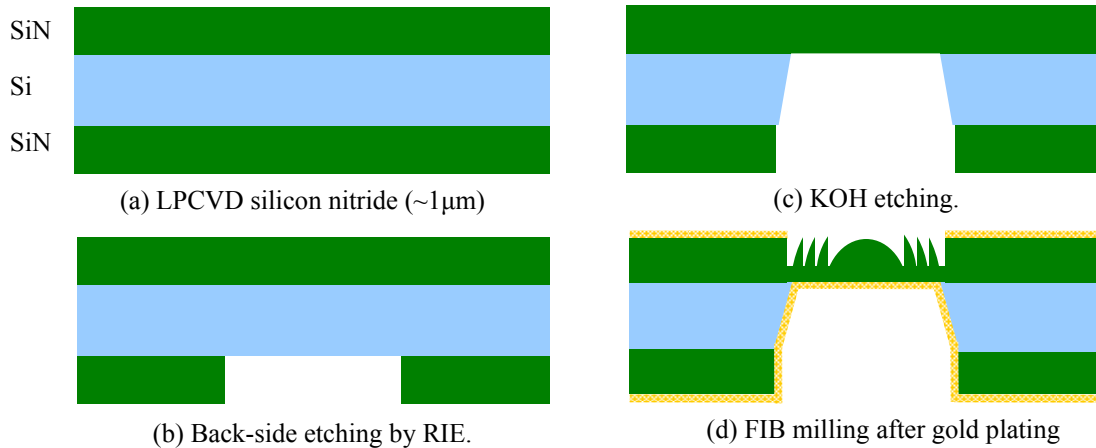 SiN
Si
SiN
(a) LPCVD silicon nitride (~1μm)
(b) Back-side etching by RIE.
(c) KOH etching.
(d) FIB milling after gold plating